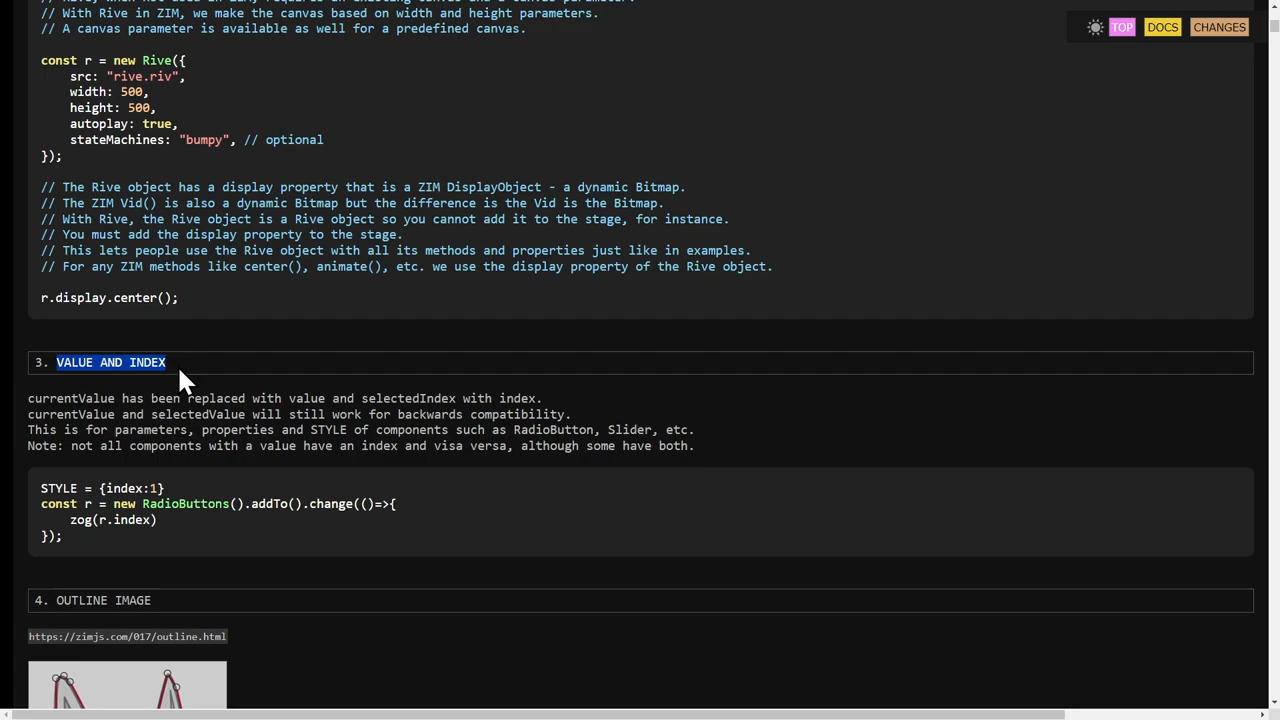 // With Rive in ZIM, we make the canvas based on width and height parameters.
// A canvas parameter is available as well for a predefined canvas.
TOP DOCS CHANGES
const r = new Rive({
    src: "rive.riv",
    width: 500,
    height: 500,
    autoplay: true,
    stateMachines: "bumpy", // optional
});
// The Rive object has a display property that is a ZIM DisplayObject - a dynamic Bitmap.
// The ZIM Vid() is also a dynamic Bitmap but the difference is the Vid is the Bitmap.
// With Rive, the Rive object is a Rive object so you cannot add it to the stage, for instance.
// You must add the display property to the stage.
// This lets people use the Rive object with all its methods and properties just like in examples.
// For any ZIM methods like center(), animate(), etc. we use the display property of the Rive object.
r.display.center();
3. VALUE AND INDEX
currentValue has been replaced with value and selectedIndex with index.
currentValue and selectedValue will still work for backwards compatibility.
This is for parameters, properties and STYLE of components such as RadioButton, Slider, etc.
Note: not all components with a value have an index and visa versa, although some have both.
STYLE = {index:1}
const r = new RadioButtons().addTo().change(()=>{
    zog(r.index)
});
4. OUTLINE IMAGE
https://zimjs.com/017/outline.html